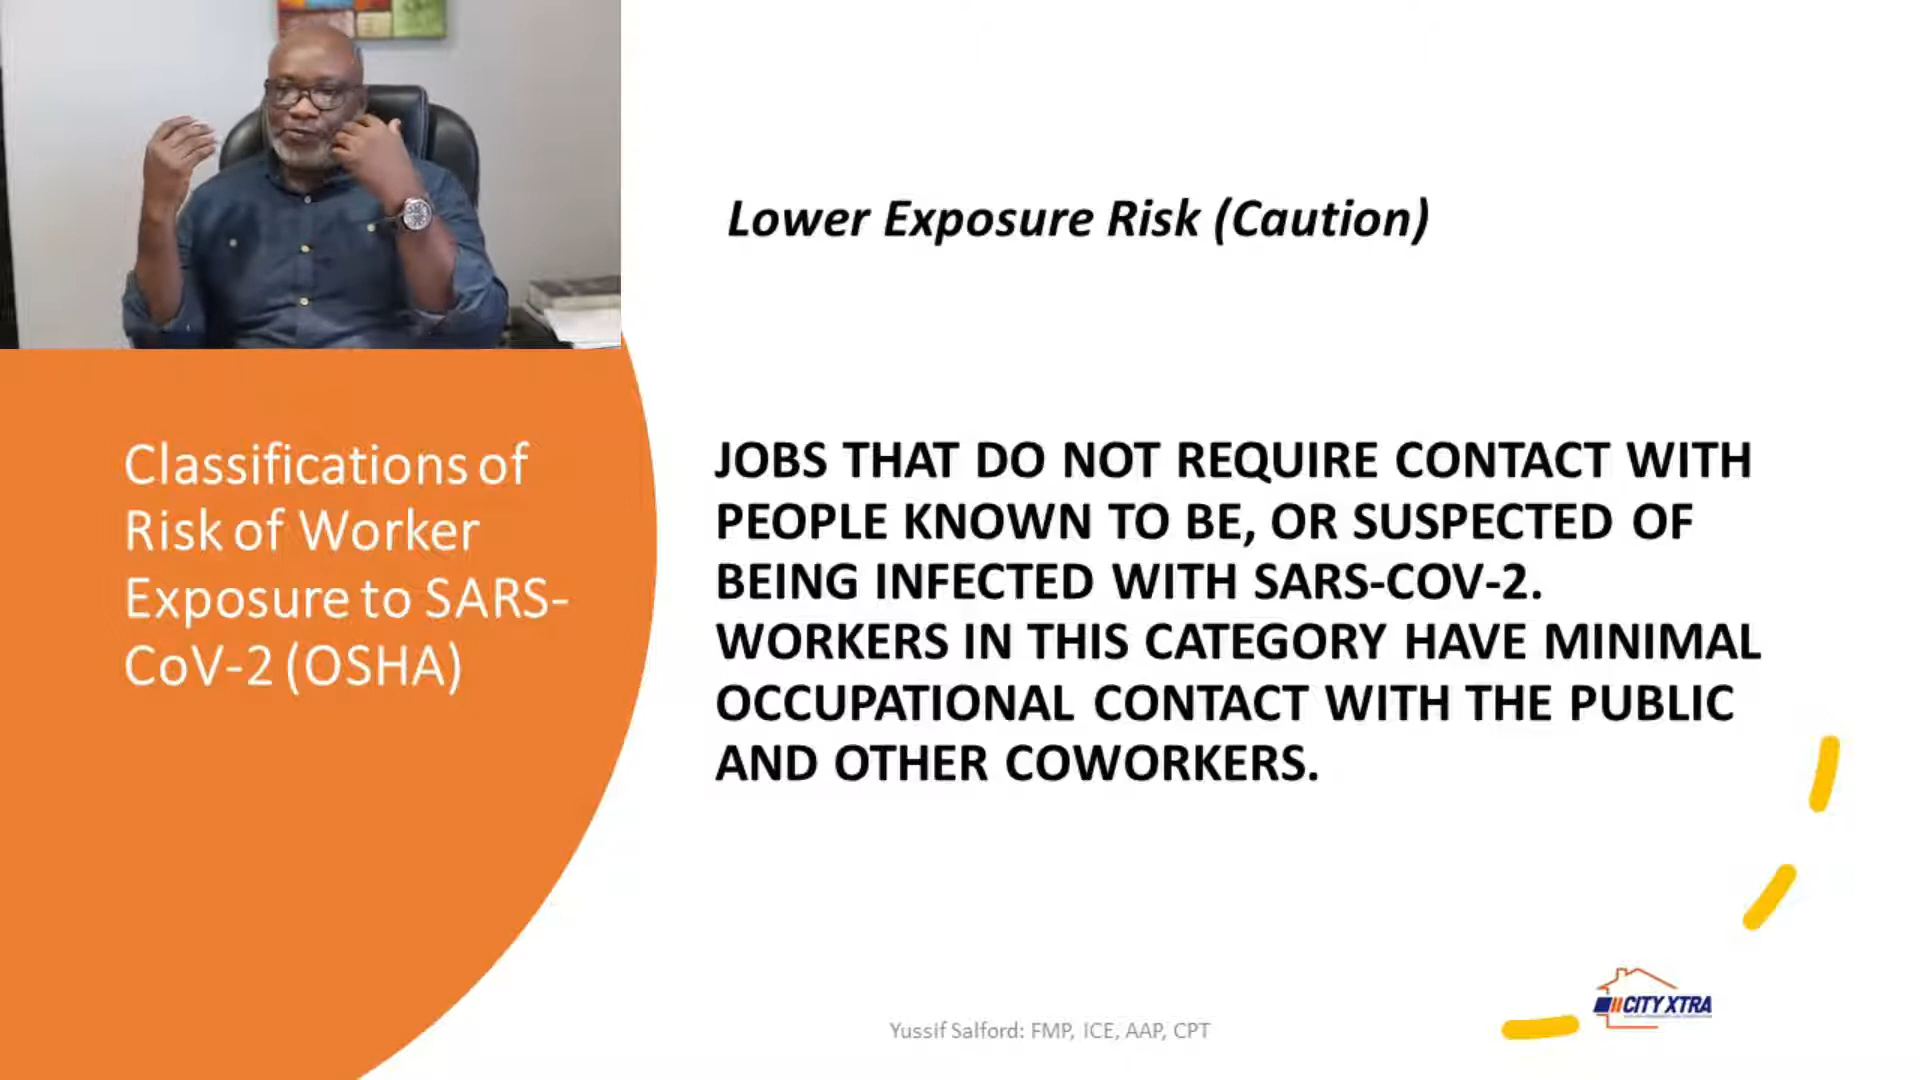 Lower Exposure Risk (Caution)
Classifications of
Risk of Worker
Exposure to SARS-
CoV-2 (OSHA)
JOBS THAT DO NOT REQUIRE CONTACT WITH
PEOPLE KNOWN TO BE, OR SUSPECTED OF
BEING INFECTED WITH SARS-COV-2.
WORKERS IN THIS CATEGORY HAVE MINIMAL
OCCUPATIONAL CONTACT WITH THE PUBLIC
AND OTHER COWORKERS.
CITY XTRA
Yussif Salford: FMP, ICE, AAP, CPT